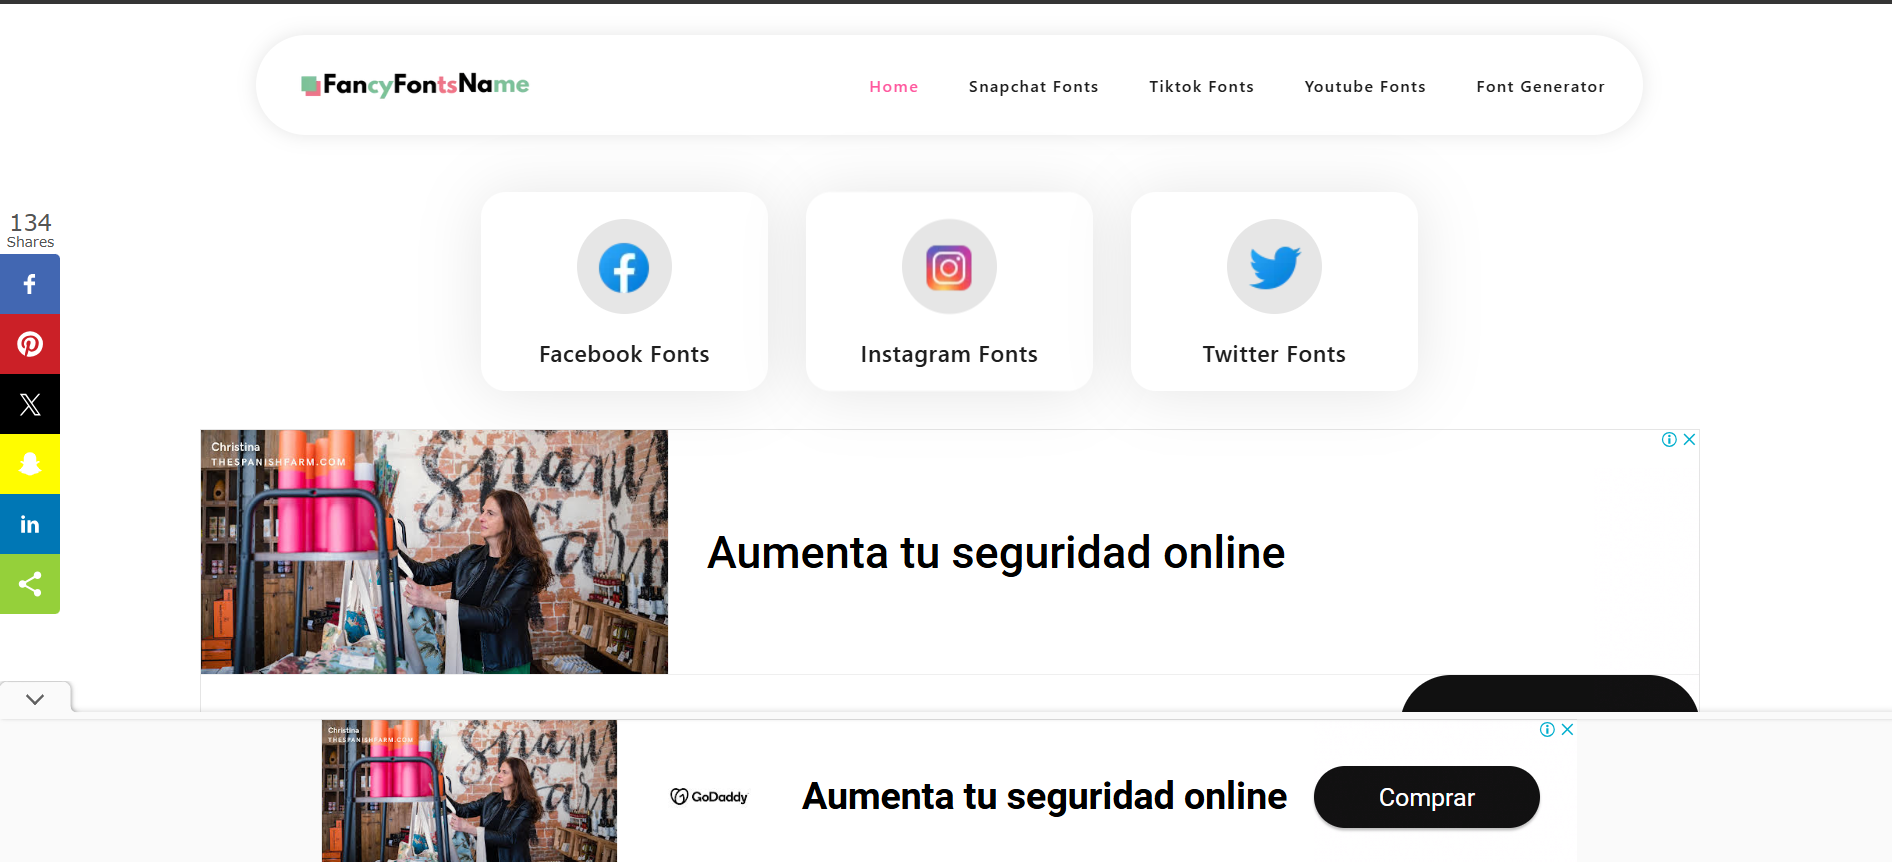 FancyFontsName
Home
Snapchat Fonts
Tiktok Fonts
Youtube Fonts
Font Generator
134
Shares
Facebook Fonts
Instagram Fonts
Twitter Fonts
Christina
THESPANISHFARM.COM
Aumenta tu seguridad online
Christina
THESPANISHFARM.COM
GoDaddy
Aumenta tu seguridad online
Comprar